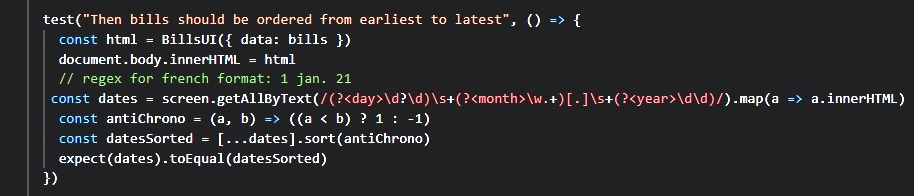 test("Then bills should be ordered from earliest to latest", () => {
const html = BillsUI({ data: bills })
document.body.innerHTML = html
// regex for french format: 1 jan. 21
const dates = screen.getAllByText(/(?<day>\d?\d)\s+(?<month>\w.+)[.]\s+(?<year>\d\d)/).map(a => a.innerHTML)
const antiChrono = (a, b) => ((a < b) ? 1 : -1)
const datesSorted = [...dates].sort(antiChrono)
expect(dates).toEqual(datesSorted)
})